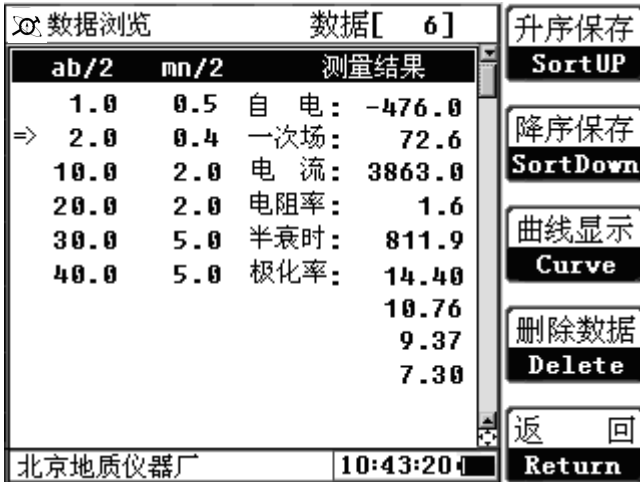 数据浏览 数据[ 6]
ab/2 mn/2 测量结果
1.0 0.5 自 电: -476.0
=> 2.0 0.4 一次场: 72.6
10.0 2.0 电 流: 3863.0
20.0 2.0 电阻率: 1.6
30.0 5.0 半衰时: 811.9
40.0 5.0 极化率: 14.40
10.76
9.37
7.30
北京地质仪器厂 10:43:20
升序保存
SortUP
降序保存
SortDown
曲线显示
Curve
删除数据
Delete
返 回
Return